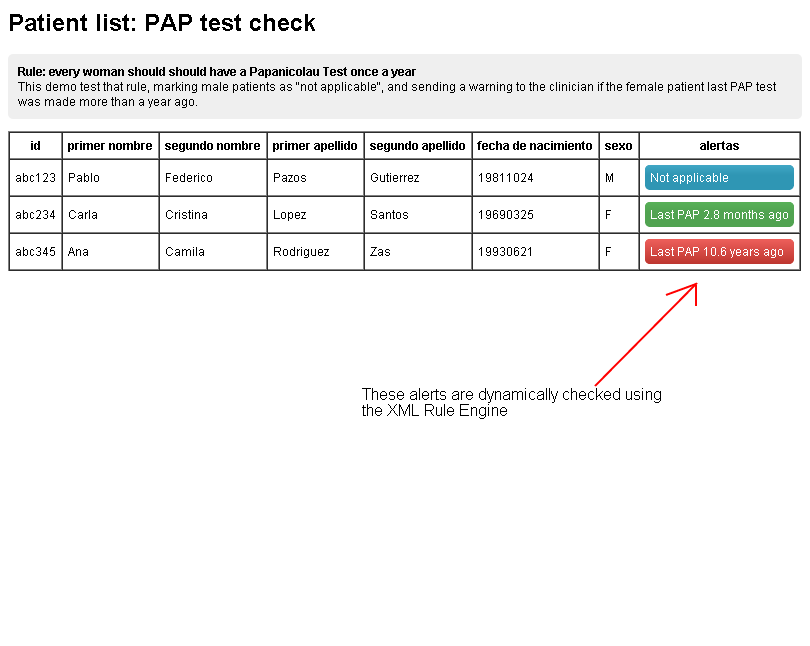 Patient list: PAP test check
Rule: every woman should should have a Papanicolau Test once a year
This demo test that rule, marking male patients as "not applicable", and sending a warning to the clinician if the female patient last PAP test
was made more than a year ago.
id primer nombre segundo nombre primer apellido segundo apellido fecha de nacimiento sexo alertas
abc123 Pablo Federico Pazos Gutierrez 19811024 M Not applicable
abc234 Carla Cristina Lopez Santos 19690325 F Last PAP 2.8 months ago
abc345 Ana Camila Rodriguez Zas 19930621 F Last PAP 10.6 years ago
These alerts are dynamically checked using
the XML Rule Engine